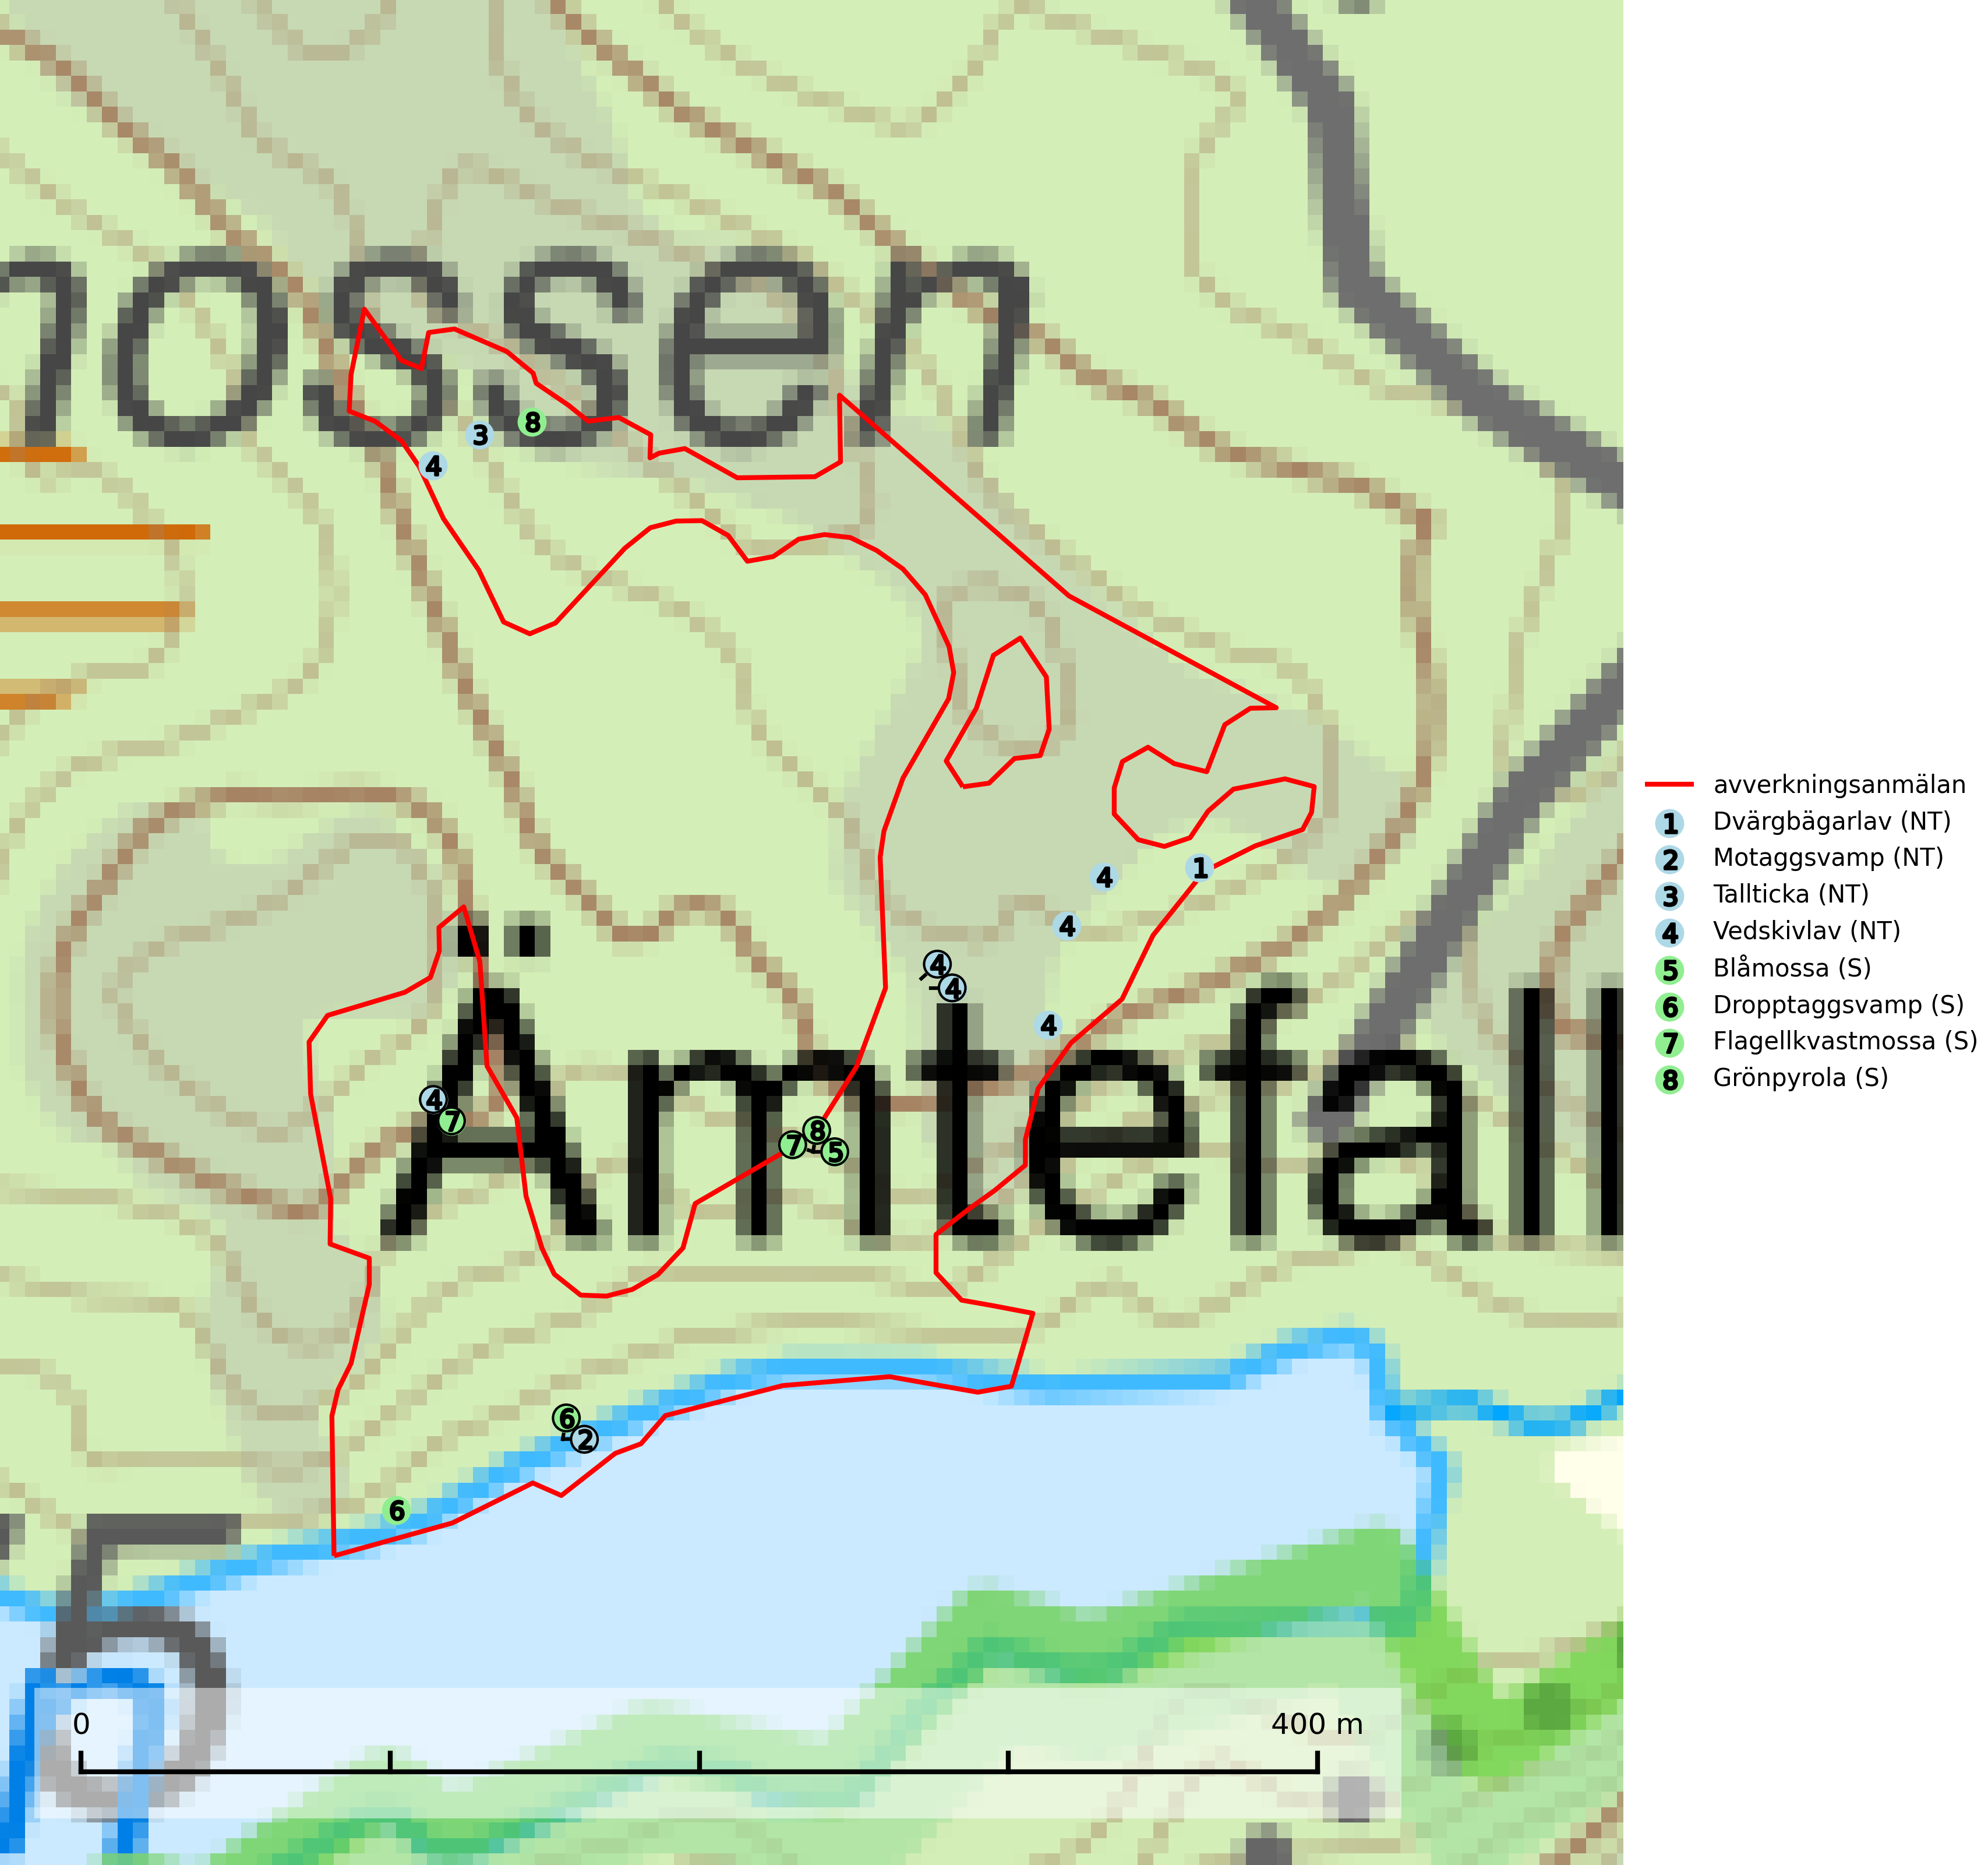 mossen
8
3
4
avverkningsanmälan
1 Dvärgbägarlav (NT)
2 Motaggsvamp (NT)
3 Tallticka (NT)
4 Vedskivlav (NT)
5 Blåmossa (S)
6 Dropptaggsvamp (S)
7 Flagellkvastmossa (S)
8 Grönpyrola (S)
1
4
4
4
4
4
Ämtefall
4
7
8
7
5
6
2
6
0 400 m